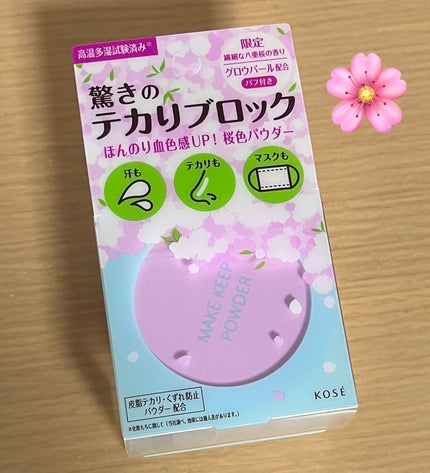 高温多湿試験済み※
限定
繊細な八重桜の香り
グロウパール配合
パフ付き
驚きの
テカりブロック
ほんのり血色感UP!桜色パウダー
汗も
テカりも
マスクも
MAKE KEEP
POWDER
皮脂テカリ・くずれ防止
パウダー 配合
KOSÉ